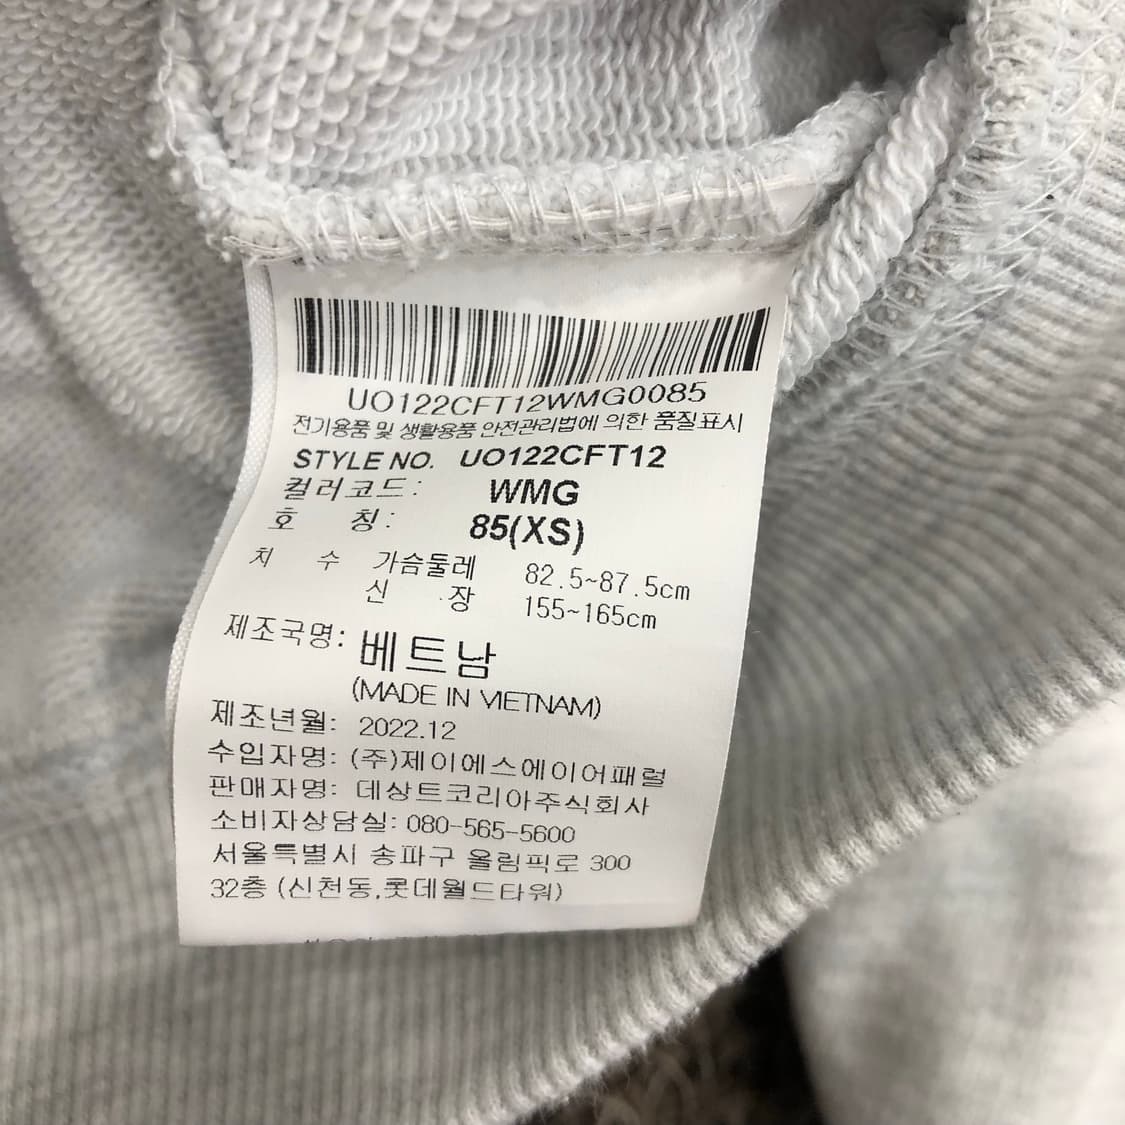 UO122CFT12WMG0085
전기용품 및 생활용품 안전관리법에 의한 품질표시
STYLE NO. UO122CFT12
컬러코드: WMG
호 칭: 85(XS)
치 수 가슴둘레 82.5~87.5cm
신 장 155~165cm
제조국명: 베트남
(MADE IN VIETNAM)
제조년월: 2022.12
수입자명: (주)제이에스에이어패럴
판매자명: 데상트코리아주식회사
소비자상담실: 080-565-5600
서울특별시 송파구 올림픽로 300
32층 (신천동,롯데월드타워)